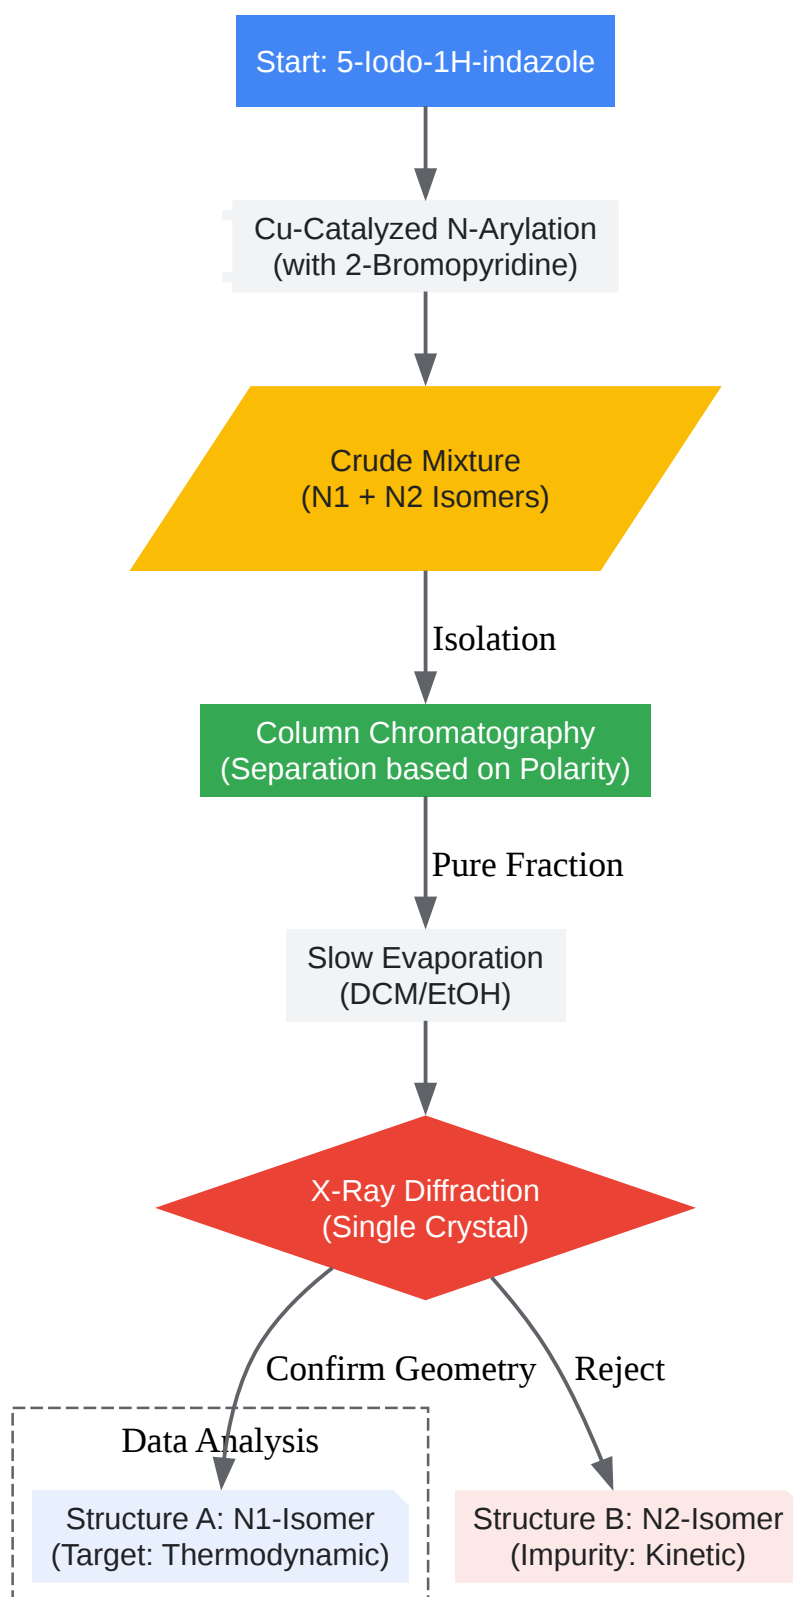 Start: 5-Iodo-1H-indazole
Cu-Catalyzed N-Arylation
(with 2-Bromopyridine)
Crude Mixture
(N1 + N2 Isomers)
Isolation
Column Chromatography
(Separation based on Polarity)
Pure Fraction
Slow Evaporation
(DCM/EtOH)
X-Ray Diffraction
(Single Crystal)
Confirm Geometry
Reject
Data Analysis
Structure A: N1-Isomer
(Target: Thermodynamic)
Structure B: N2-Isomer
(Impurity: Kinetic)